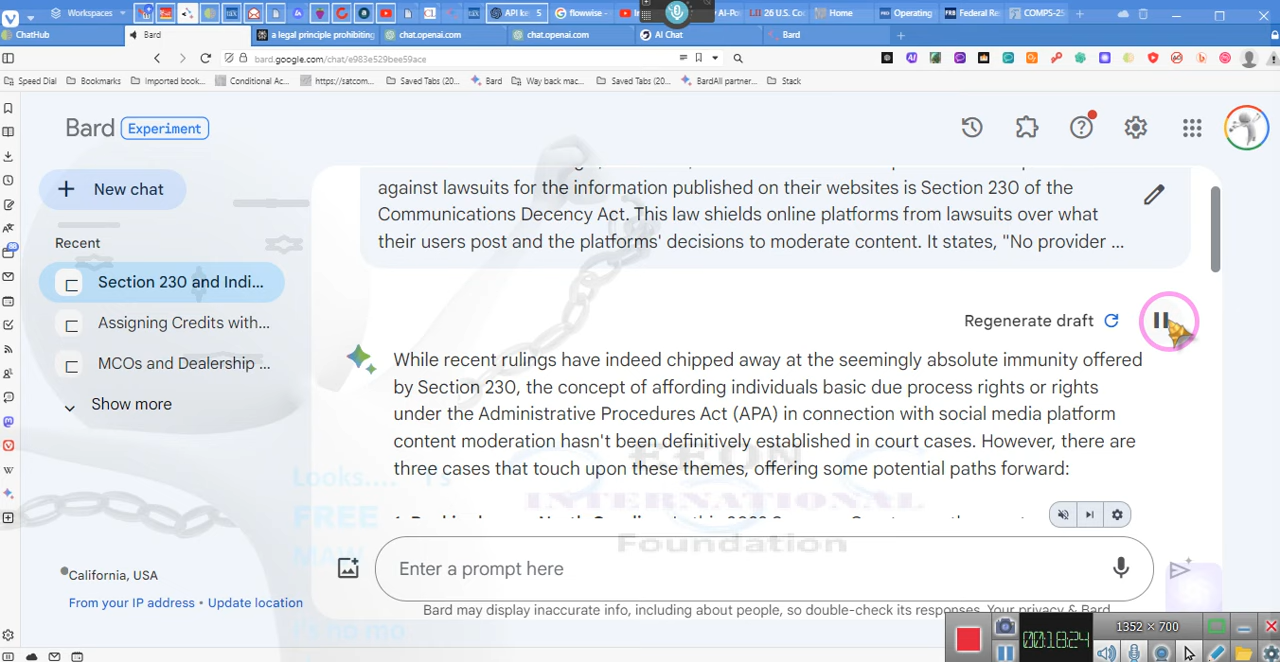 Workspaces
API ke
5
flowwise -
AI-Po
26 U.S. Co
Home
Operating
Federal Re
COMPS-25
ChatHub
Bard
a legal principle prohibiting
chat.openai.com
chat.openai.com
AI Chat
Bard
bard.google.com/chat/e983e529bee59ace
Speed Dial
Bookmarks
Imported book...
Conditional Ac...
https://satcom...
Saved Tabs (20...
Bard
Way back mac...
Saved Tabs (20...
BardAll partner...
Stack
Bard Experiment
New chat
Recent
Section 230 and Indi...
Assigning Credits with...
MCOs and Dealership ...
Show more
against lawsuits for the information published on their websites is Section 230 of the
Communications Decency Act. This law shields online platforms from lawsuits over what
their users post and the platforms' decisions to moderate content. It states, "No provider ...
Regenerate draft
While recent rulings have indeed chipped away at the seemingly absolute immunity offered
by Section 230, the concept of affording individuals basic due process rights or rights
under the Administrative Procedures Act (APA) in connection with social media platform
content moderation hasn't been definitively established in court cases. However, there are
three cases that touch upon these themes, offering some potential paths forward:
Looks....
FREE
INTERNATIONAL
Foundation
I's no mo
Enter a prompt here
California, USA
From your IP address • Update location
Bard may display inaccurate info, including about people, so double-check its responses. Your privacy & Bard
1352 × 700
00:18:24